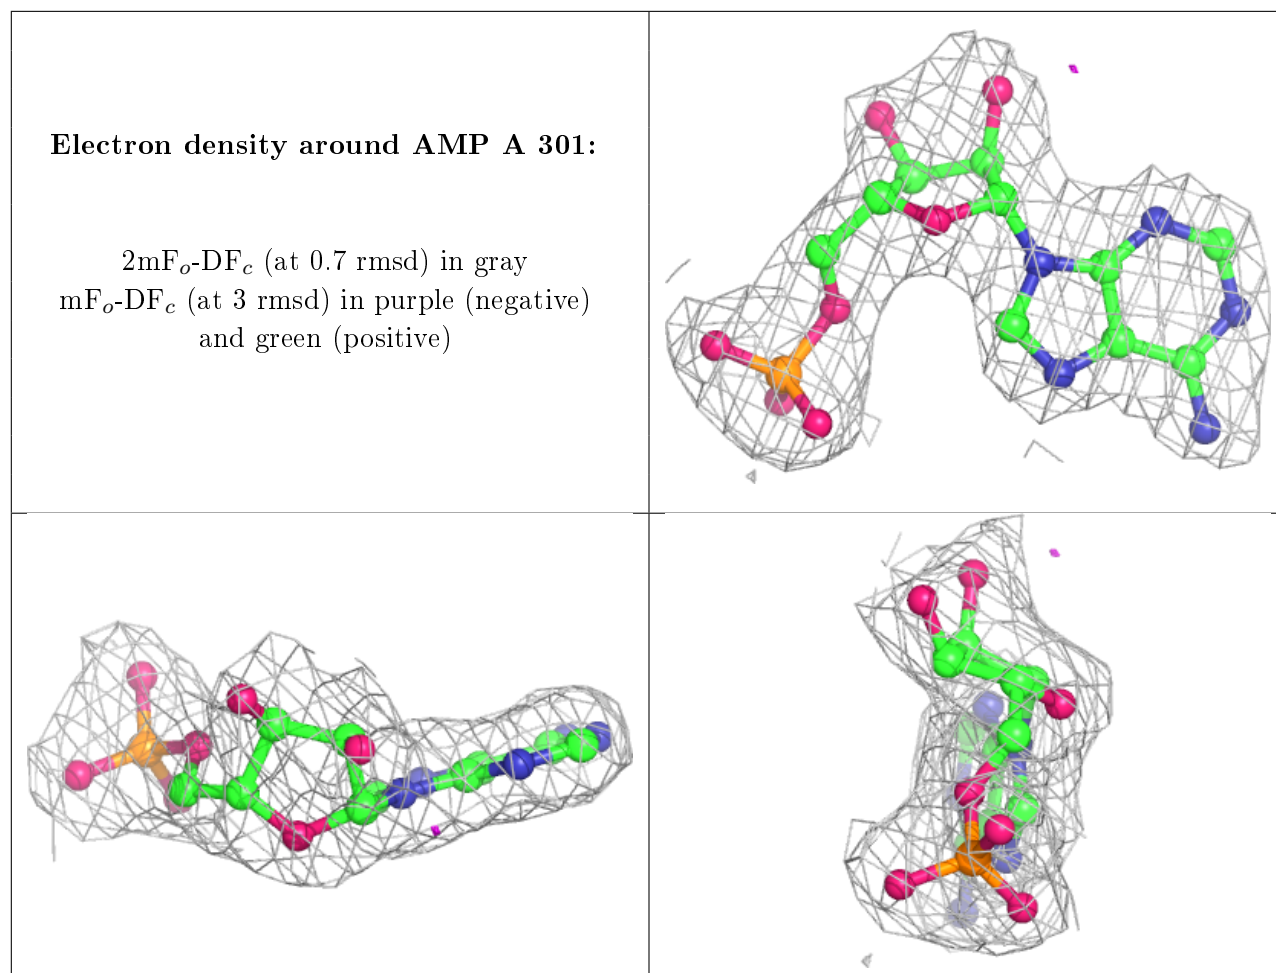 Electron density around AMP A 301:
2mFₒ-DF𝒸 (at 0.7 rmsd) in gray
mFₒ-DF𝒸 (at 3 rmsd) in purple (negative)
and green (positive)